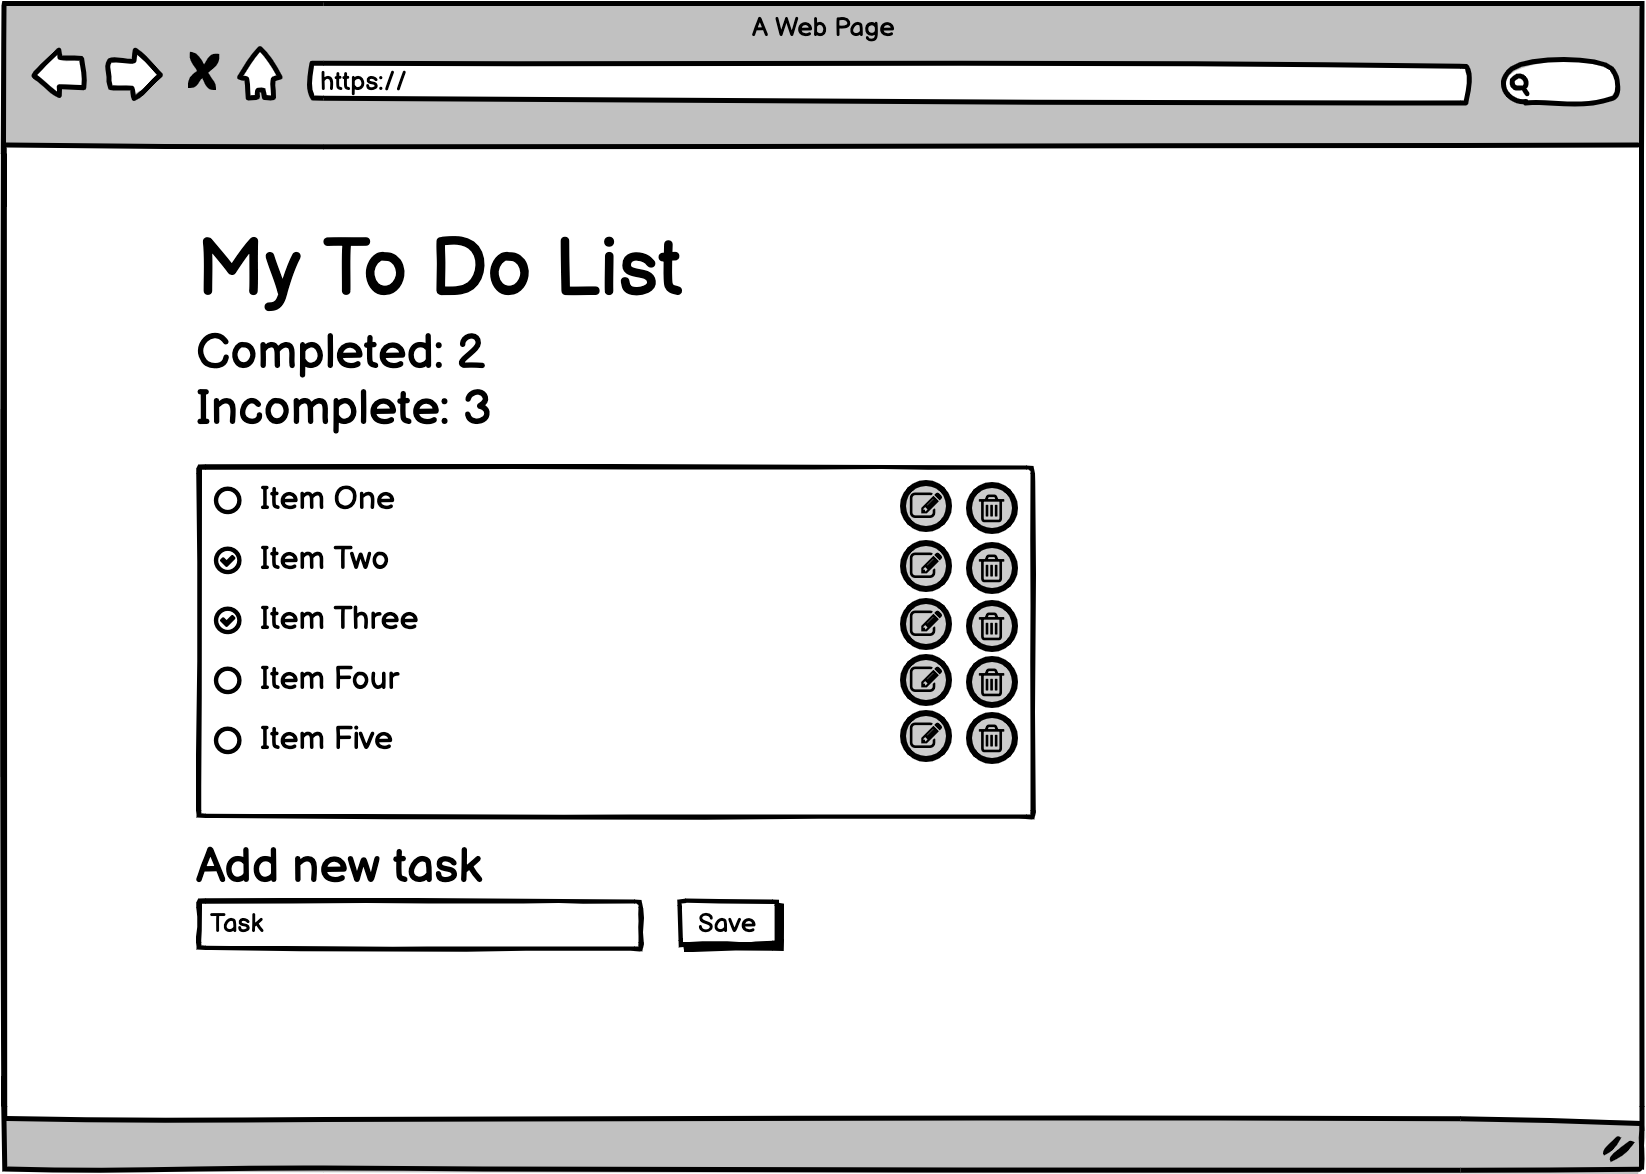 A Web Page
https://
My To Do List
Completed: 2
Incomplete: 3
Item One
Item Two
Item Three
Item Four
Item Five
Add new task
Task
Save